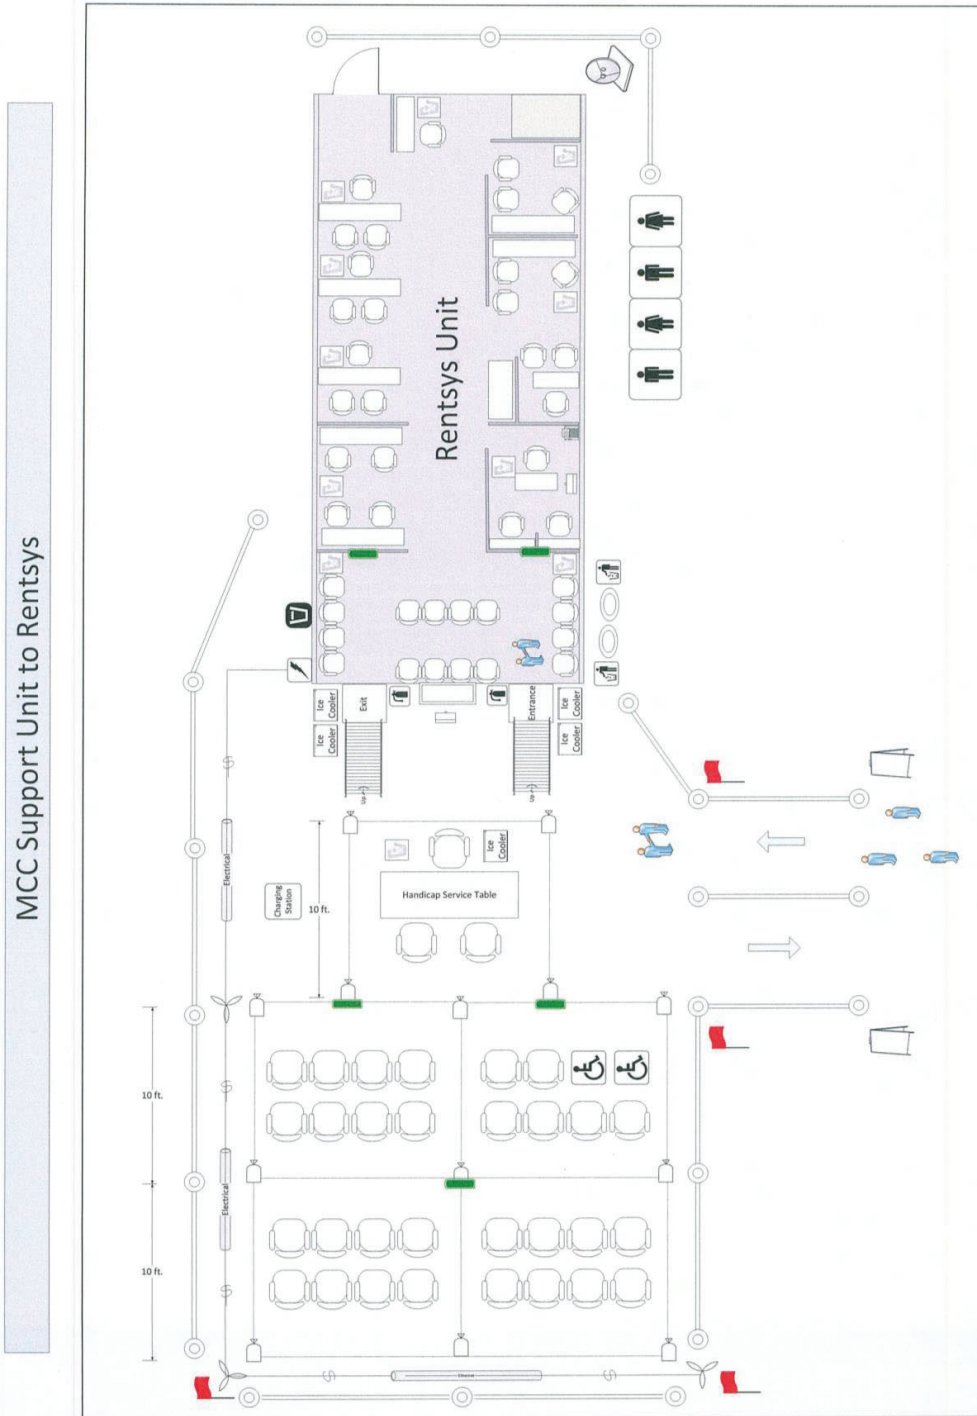 MCC Support Unit to Rentsys
Rentsys Unit
Ice
Cooler
Exit
Entrance
Ice
Cooler
Ice
Cooler
Ice
Cooler
Up
Up
Electrical
Charging
Station
10 ft.
Ice
Cooler
Handicap Service Table
10 ft.
Electrical
10 ft.